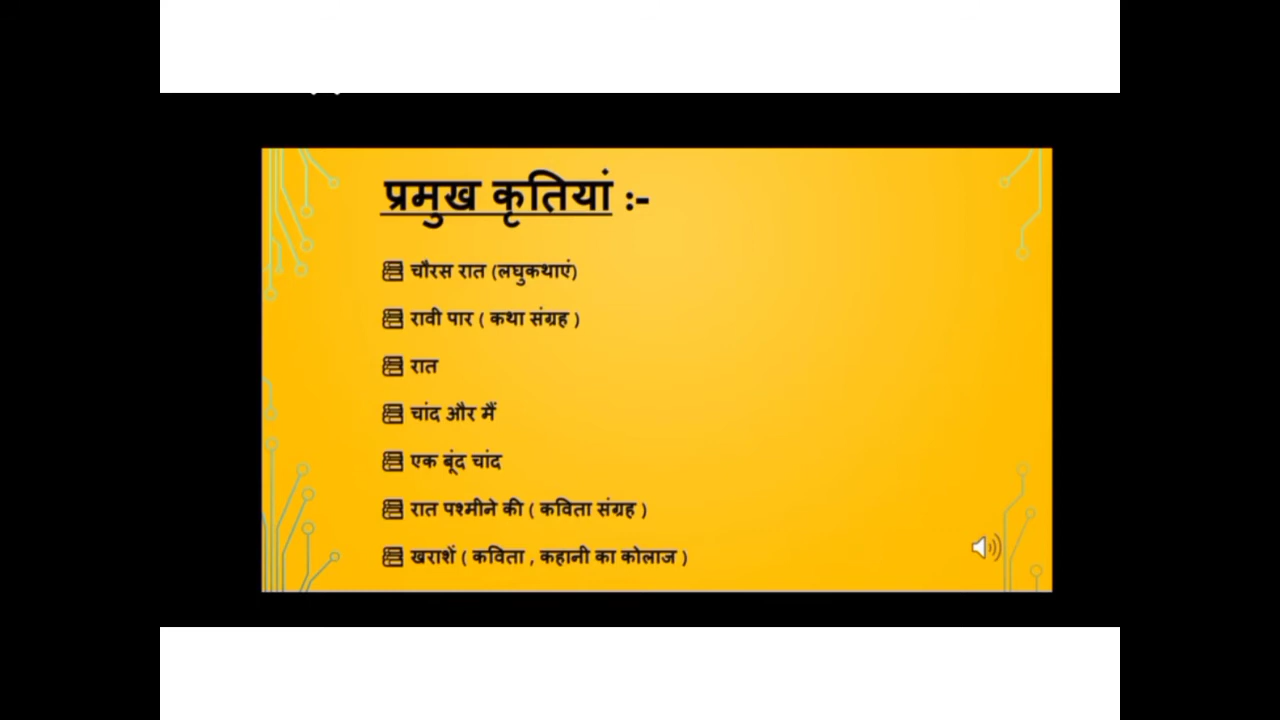 प्रमुख कृतियां :-
चौरस रात (लघुकथाएं)
रावी पार ( कथा संग्रह )
रात
चांद और मैं
एक बूंद चांद
रात पश्मीने की ( कविता संग्रह )
खराशें ( कविता , कहानी का कोलाज )